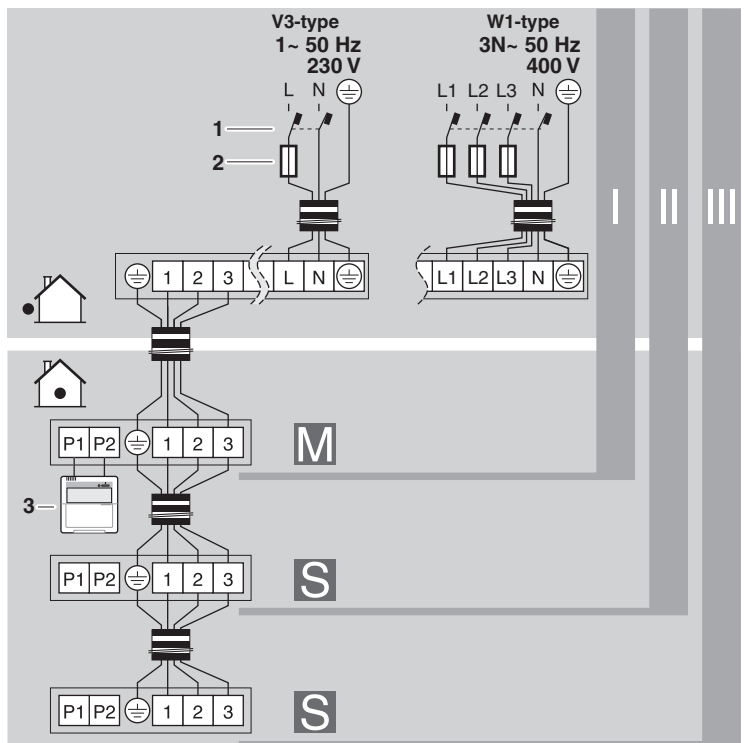 V3-type W1-type
1~ 50 Hz 3N~ 50 Hz
230 V 400 V
L N L1 L2 L3 N
1
2
I II III
1 2 3 L N L1 L2 L3 N
P1 P2 1 2 3 M
3
P1 P2 1 2 3 S
P1 P2 1 2 3 S